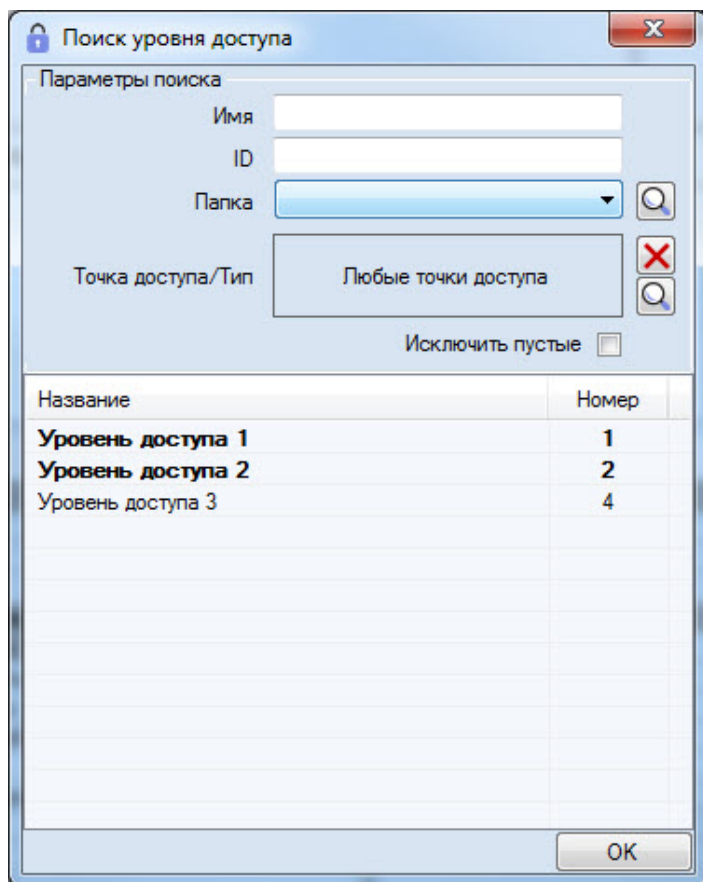 Поиск уровня доступа
Параметры поиска
Имя
ID
Папка
Точка доступа/Тип
Любые точки доступа
Исключить пустые
Название Номер
Уровень доступа 1 1
Уровень доступа 2 2
Уровень доступа 3 4
OK